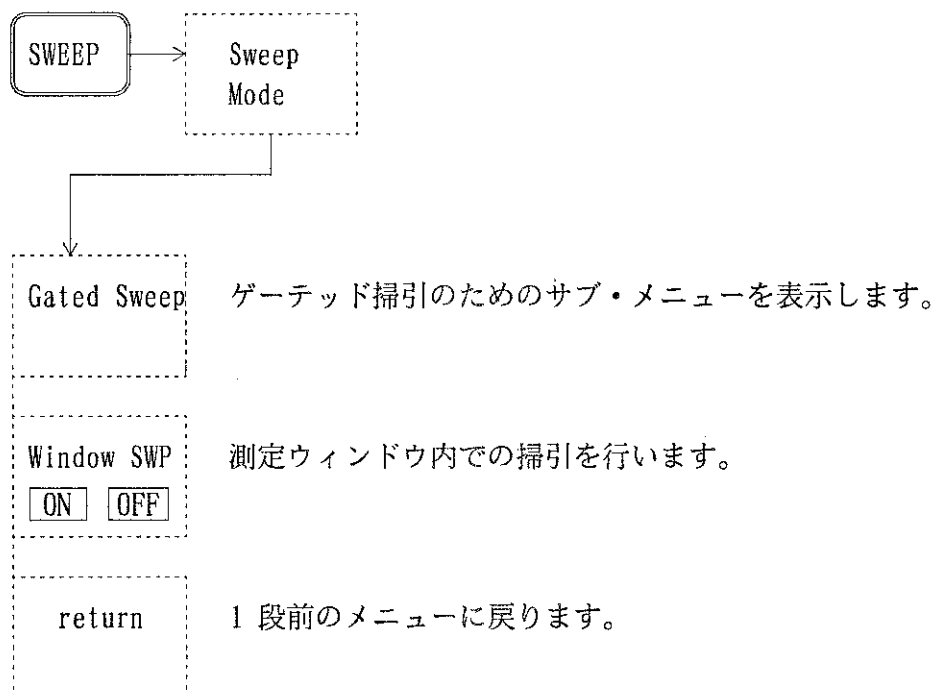 SWEEP
Sweep
Mode
Gated Sweep
ゲーテッド掃引のためのサブ・メニューを表示します。
Window SWP
ON OFF
測定ウィンドウ内での掃引を行います。
return
1 段前のメニューに戻ります。